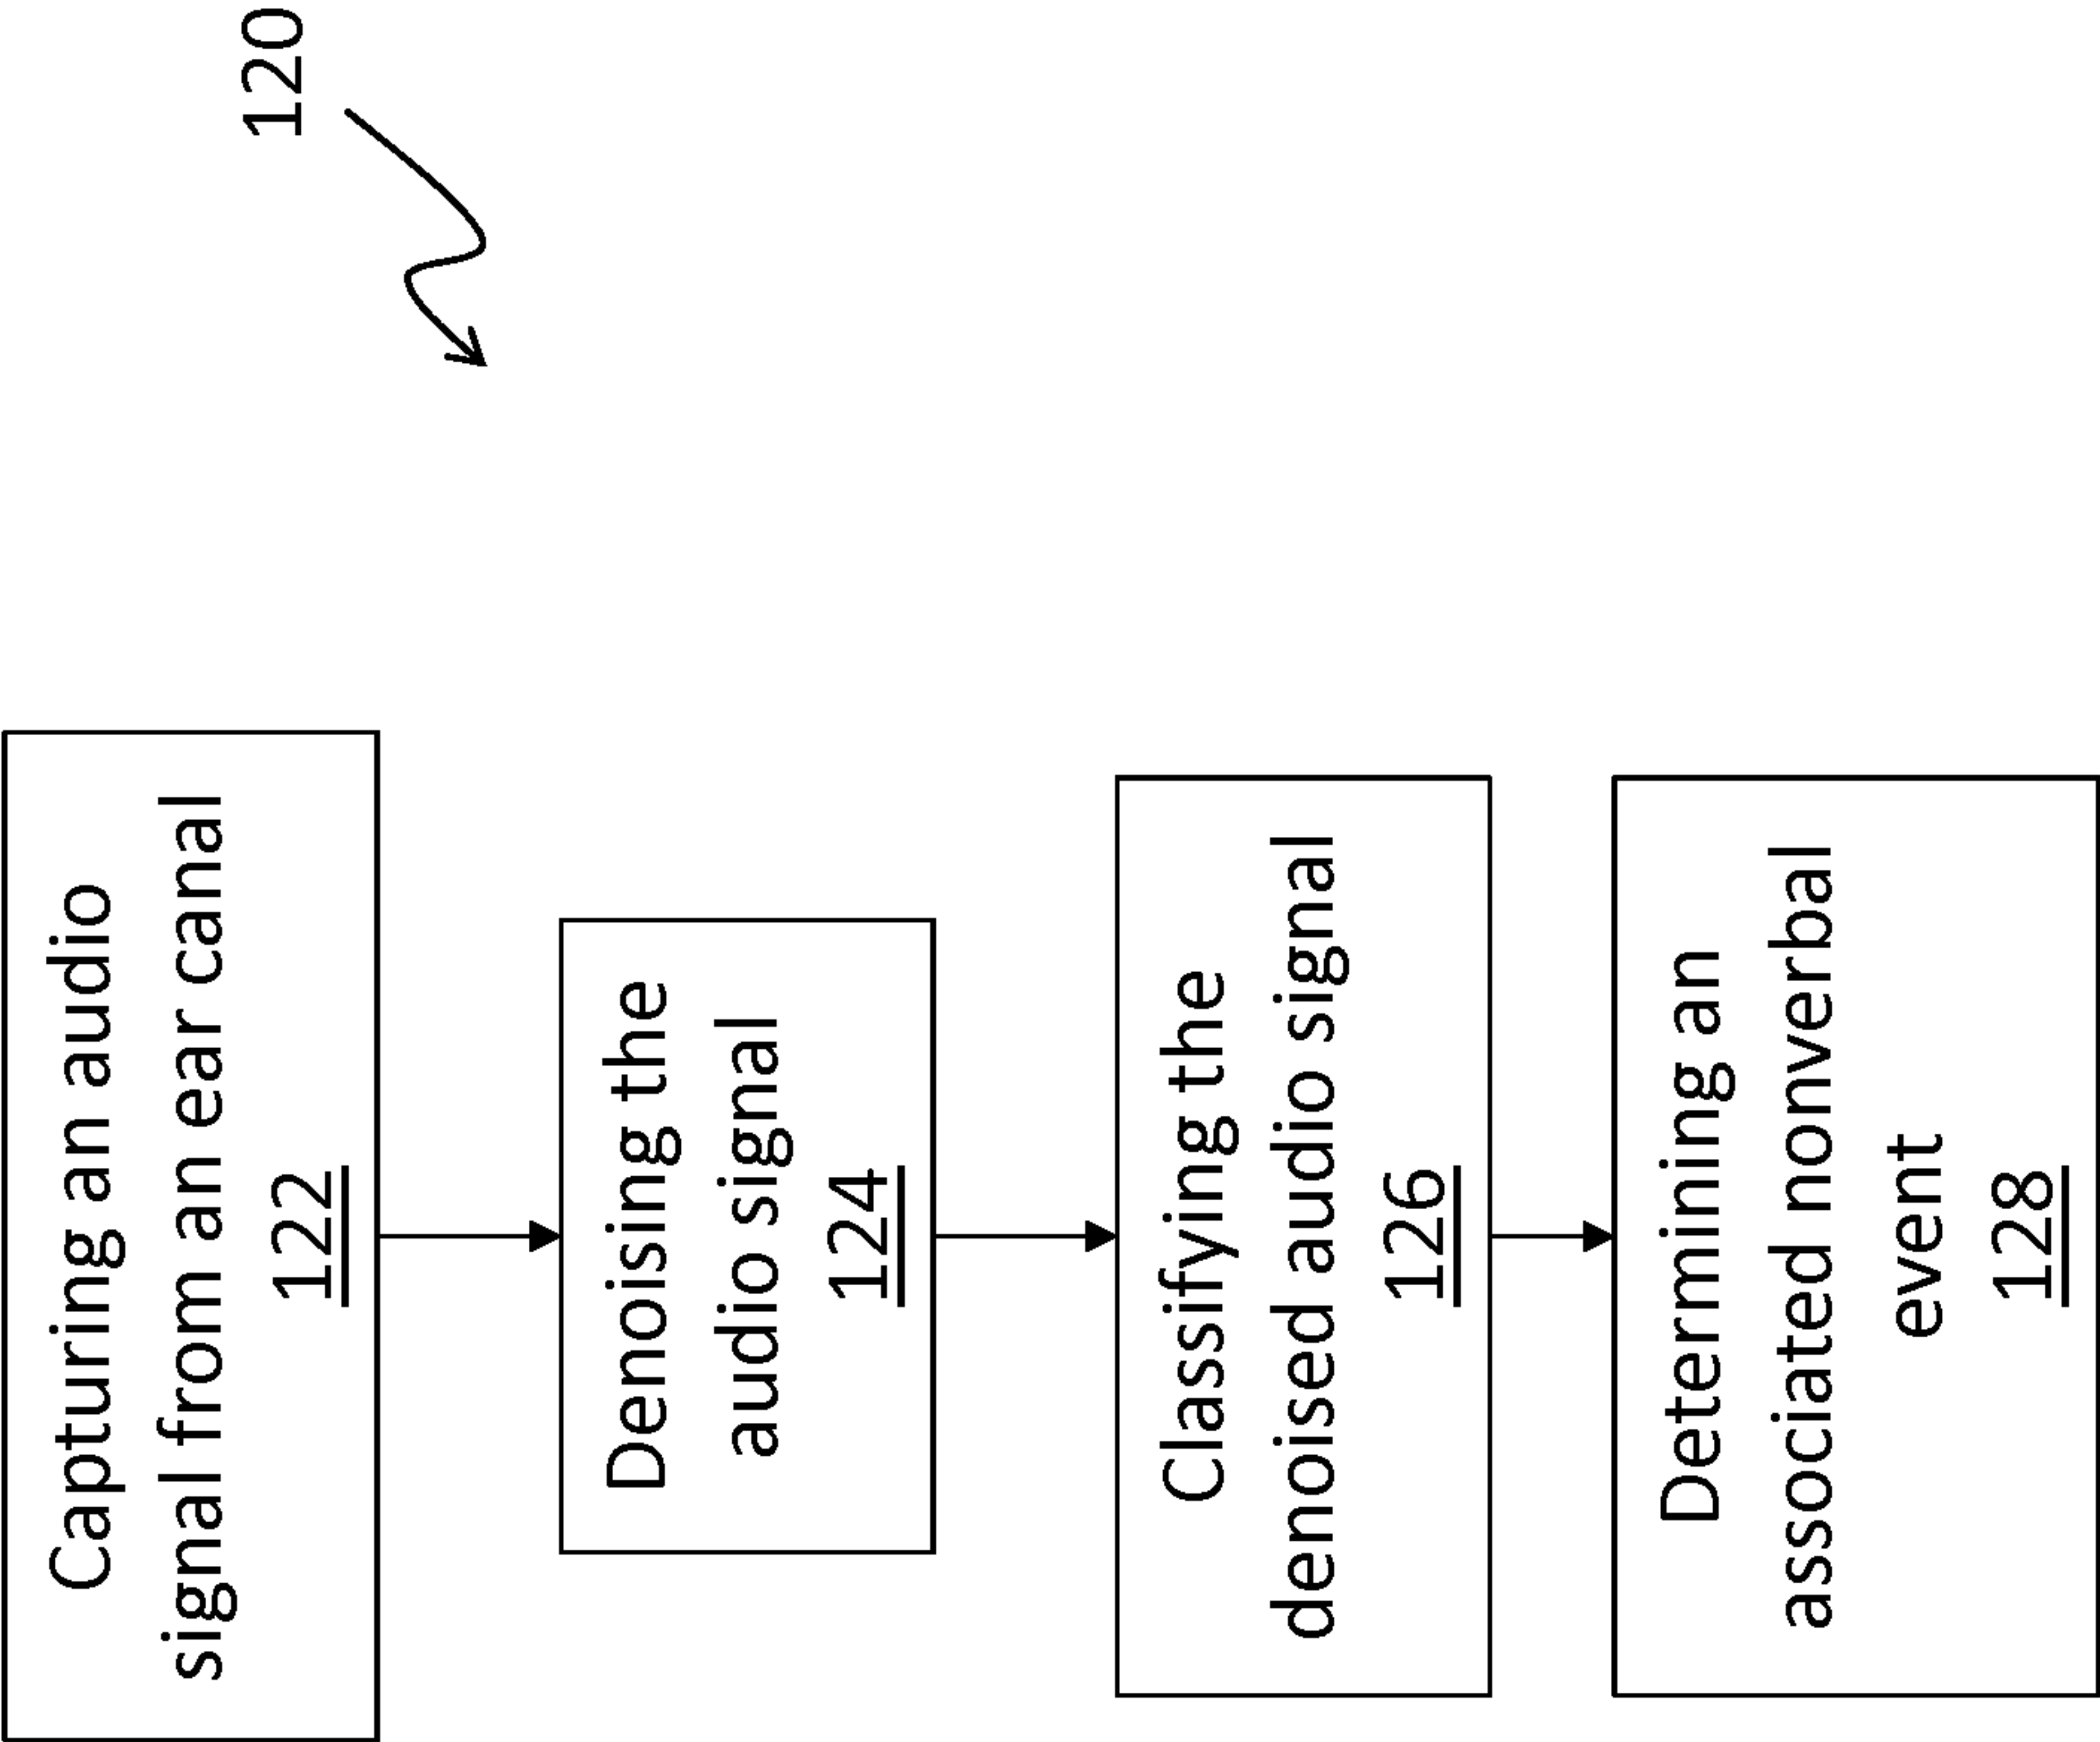 120
Capturing an audio
signal from an ear canal
122
Denoising the
audio signal
124
Classifying the
denoised audio signal
126
Determining an
associated nonverbal
event
128